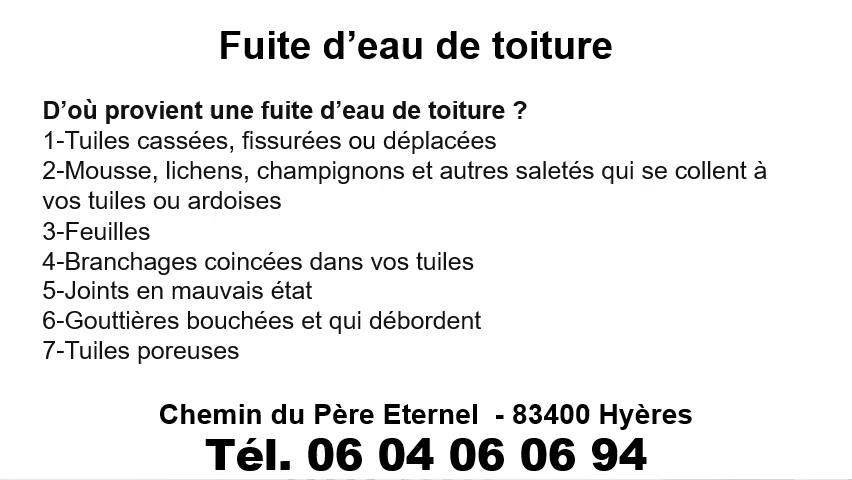 Fuite d’eau de toiture
D’où provient une fuite d’eau de toiture ?
1-Tuiles cassées, fissurées ou déplacées
2-Mousse, lichens, champignons et autres saletés qui se collent à
vos tuiles ou ardoises
3-Feuilles
4-Branchages coincées dans vos tuiles
5-Joints en mauvais état
6-Gouttières bouchées et qui débordent
7-Tuiles poreuses
Chemin du Père Eternel - 83400 Hyères
Tél. 06 04 06 06 94